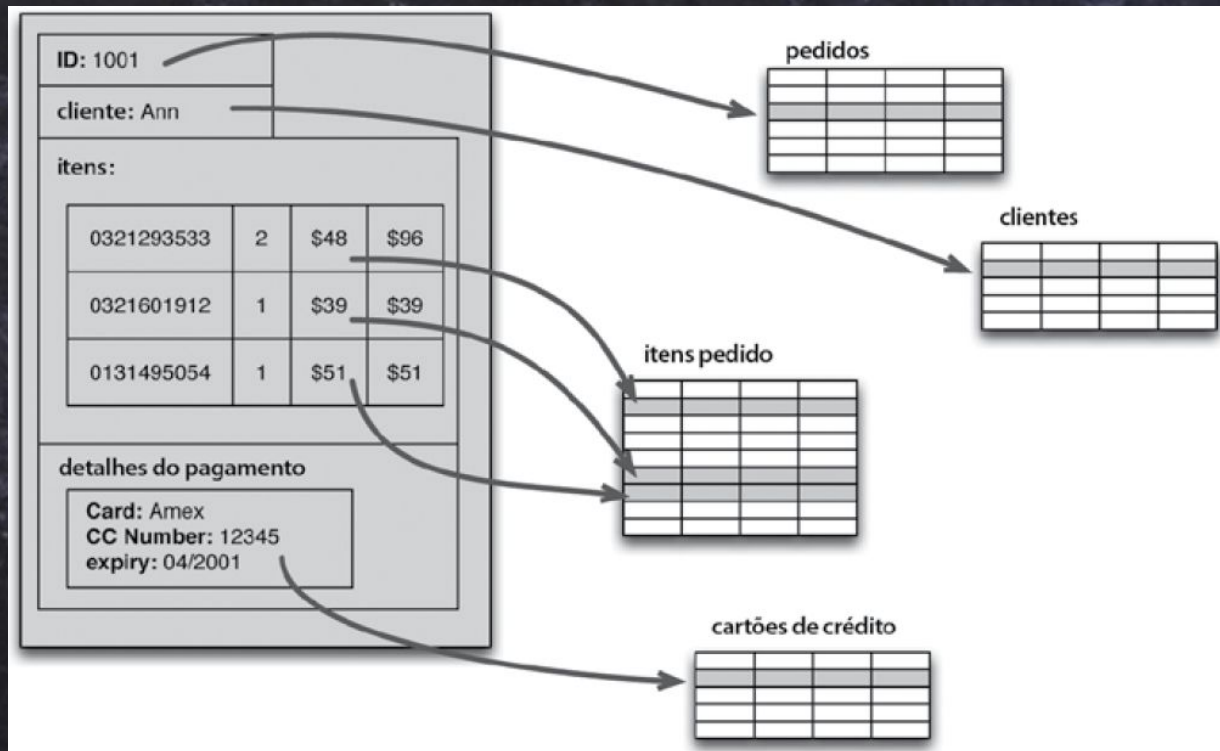 ID: 1001
cliente: Ann
itens:
0321293533 2 $48 $96
0321601912 1 $39 $39
0131495054 1 $51 $51
detalhes do pagamento
Card: Amex
CC Number: 12345
expiry: 04/2001
pedidos
clientes
itens pedido
cartões de crédito